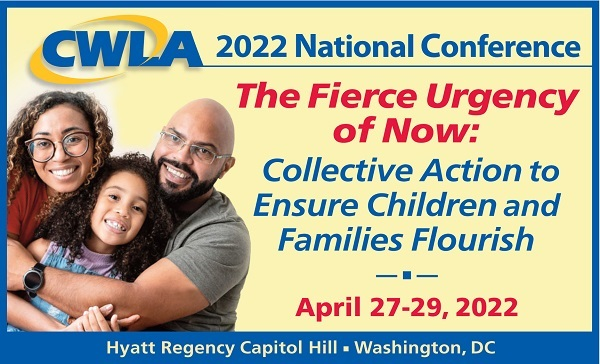 CWLA 2022 National Conference
The Fierce Urgency
of Now:
Collective Action to
Ensure Children and
Families Flourish
April 27-29, 2022
Hyatt Regency Capitol Hill ▪ Washington, DC